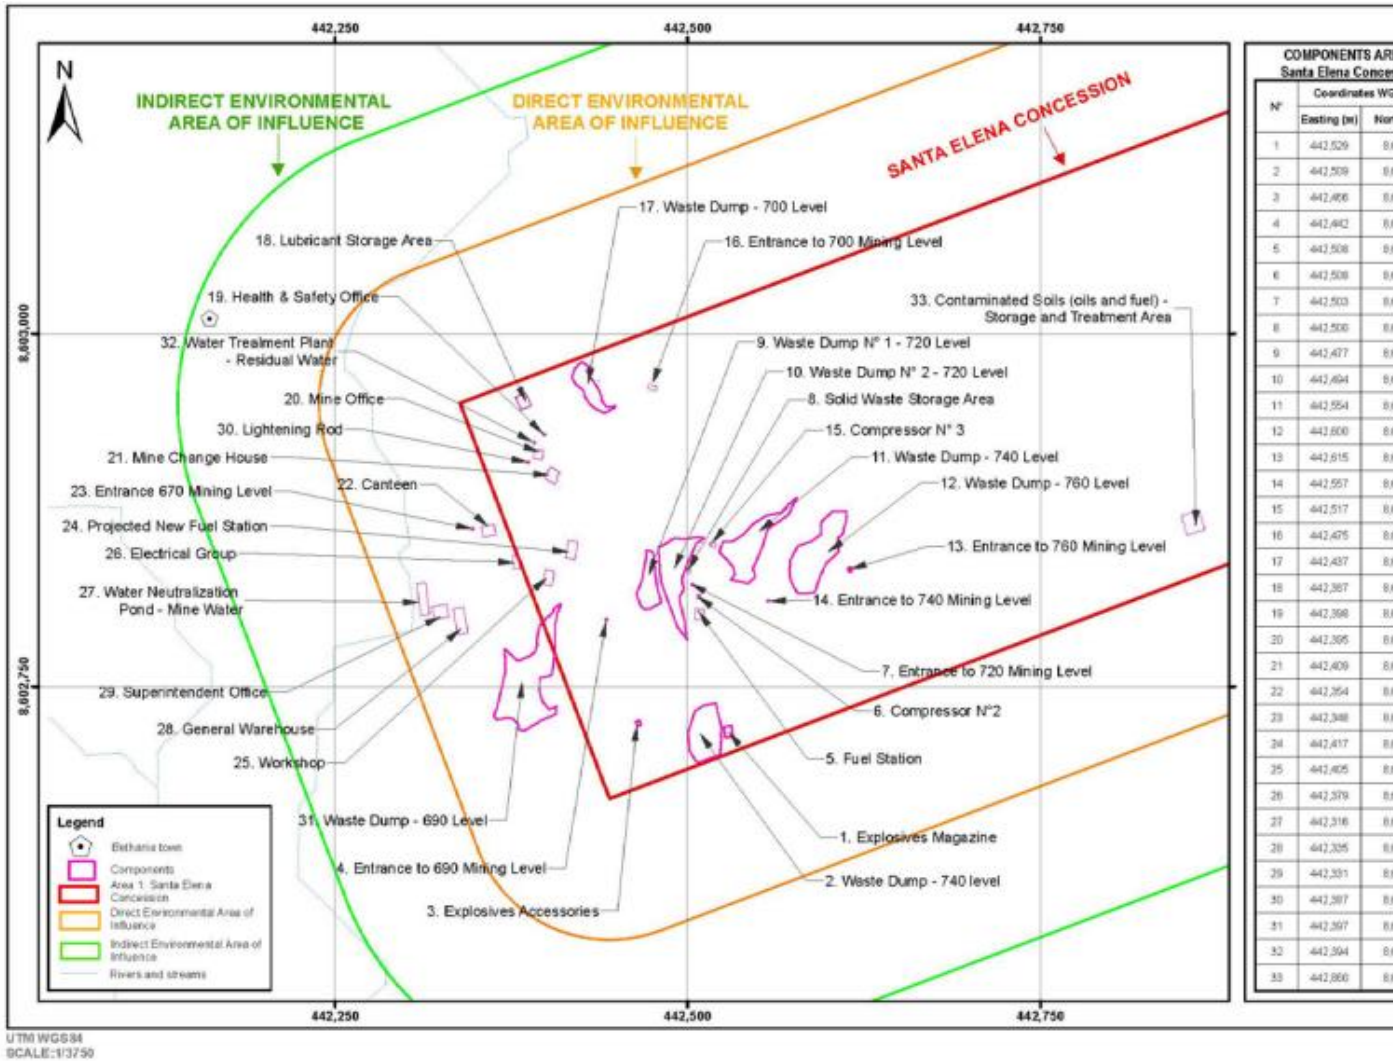 442,250
442,500
442,750
N
INDIRECT ENVIRONMENTAL
AREA OF INFLUENCE
DIRECT ENVIRONMENTAL
AREA OF INFLUENCE
SANTA ELENA CONCESSION
17. Waste Dump - 700 Level
18. Lubricant Storage Area
16. Entrance to 700 Mining Level
19. Health & Safety Office
33. Contaminated Soils (oils and fuel) -
Storage and Treatment Area
8,603,000
32. Water Treatment Plant
- Residual Water
9. Waste Dump N° 1 - 720 Level
10. Waste Dump N° 2 - 720 Level
20. Mine Office
8. Solid Waste Storage Area
30. Lightening Rod
15. Compressor N° 3
21. Mine Change House
11. Waste Dump - 740 Level
22. Canteen
12. Waste Dump - 760 Level
23. Entrance 670 Mining Level
24. Projected New Fuel Station
26. Electrical Group
13. Entrance to 760 Mining Level
27. Water Neutralization
Pond - Mine Water
14. Entrance to 740 Mining Level
7. Entrance to 720 Mining Level
8,602,750
29. Superintendent Office
6. Compressor N°2
28. General Warehouse
5. Fuel Station
25. Workshop
31. Waste Dump - 690 Level
1. Explosives Magazine
4. Entrance to 690 Mining Level
2. Waste Dump - 740 level
3. Explosives Accessories
Legend
Bethania town
Components
Area 1: Santa Elena
Concession
Direct Environmental Area of
Influence
Indirect Environmental Area of
Influence
Rivers and streams
442,250
442,500
442,750
UTM WGS84
SCALE:1/3750
COMPONENTS
Santa Elena
N° Coordinates
Easting (m)
1 442,529
2 442,509
3 442,466
4 442,442
5 442,508
6 442,509
7 442,503
8 442,500
9 442,477
10 442,494
11 442,554
12 442,600
13 442,615
14 442,557
15 442,517
16 442,475
17 442,437
18 442,387
19 442,398
20 442,395
21 442,409
22 442,354
23 442,348
24 442,417
25 442,405
26 442,379
27 442,316
28 442,335
29 442,331
30 442,387
31 442,397
32 442,394
33 442,860